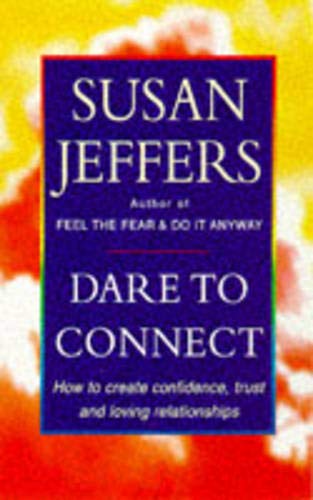 SUSAN
JEFFERS
Author of
FEEL THE FEAR & DO IT ANYWAY
DARE TO
CONNECT
How to create confidence, trust
and loving relationships